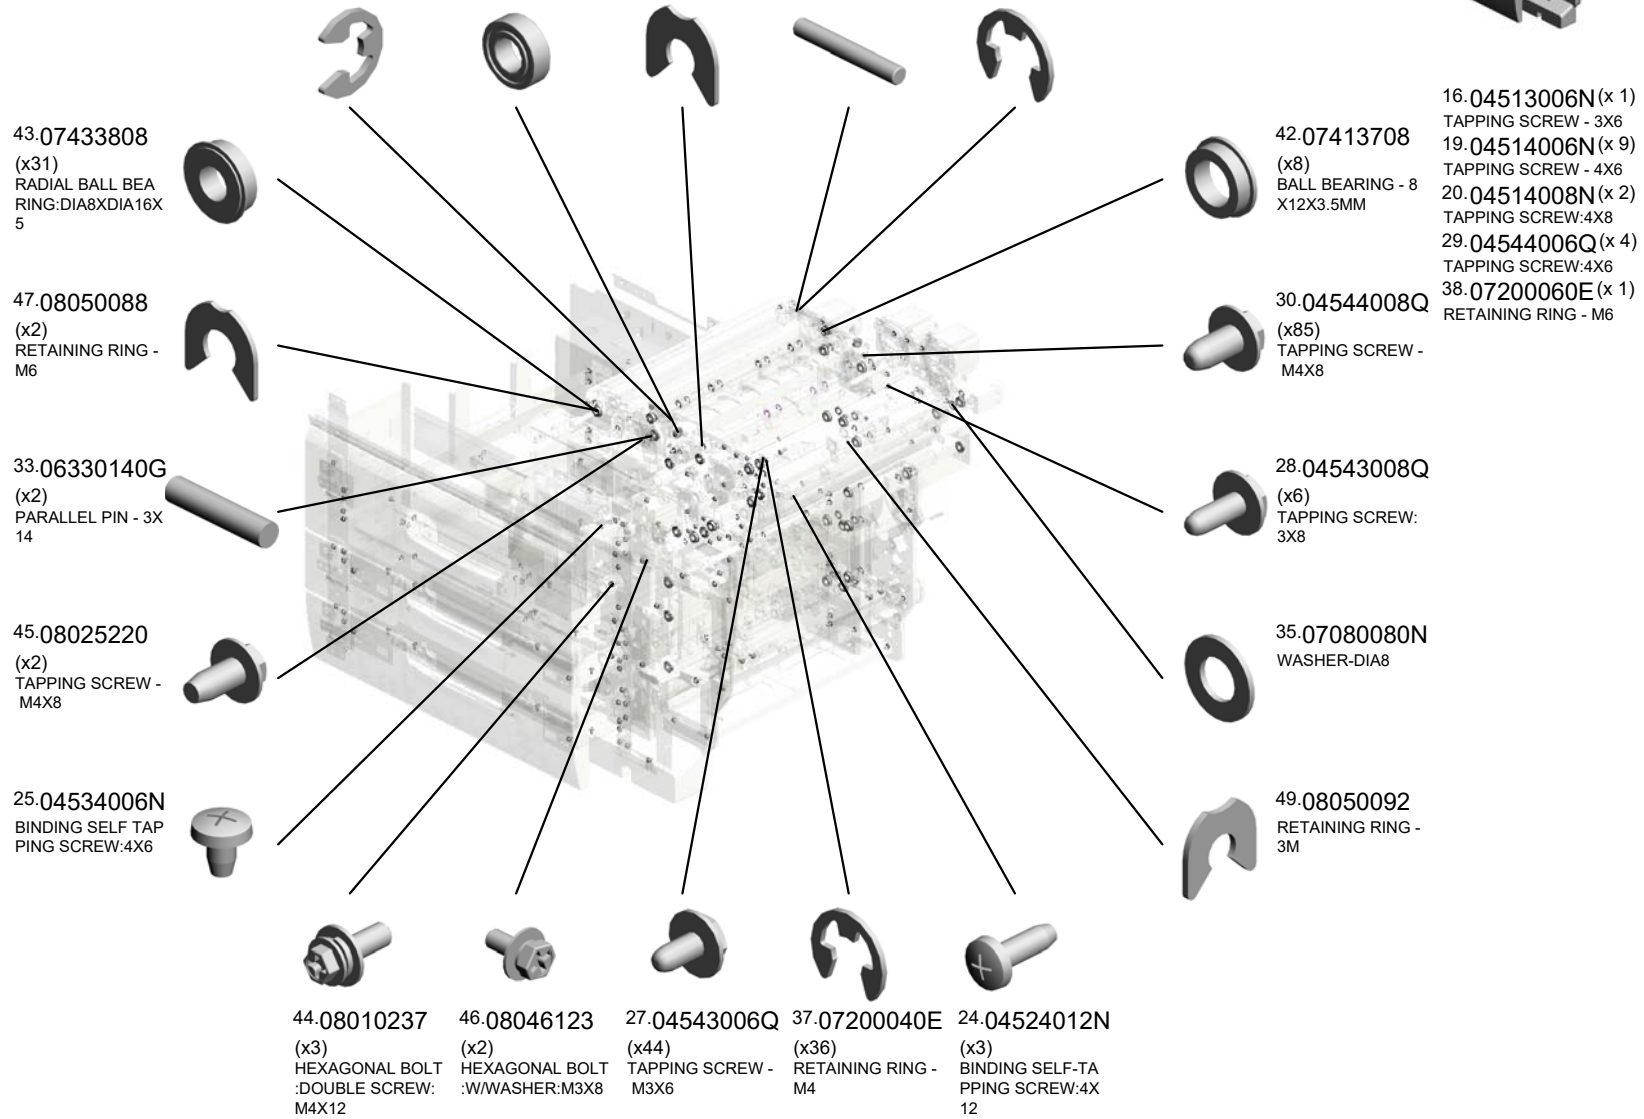 43.07433808
(x31)
RADIAL BALL BEA
RING:DIA8XDIA16X
5
47.08050088
(x2)
RETAINING RING -
M6
33.06330140G
(x2)
PARALLEL PIN - 3X
14
45.08025220
(x2)
TAPPING SCREW -
M4X8
25.04534006N
BINDING SELF TAP
PING SCREW:4X6
44.08010237
(x3)
HEXAGONAL BOLT
:DOUBLE SCREW:
M4X12
46.08046123
(x2)
HEXAGONAL BOLT
:W/WASHER:M3X8
27.04543006Q
(x44)
TAPPING SCREW -
M3X6
37.07200040E
(x36)
RETAINING RING -
M4
24.04524012N
(x3)
BINDING SELF-TA
PPING SCREW:4X
12
42.07413708
(x8)
BALL BEARING - 8
X12X3.5MM
30.04544008Q
(x85)
TAPPING SCREW -
M4X8
28.04543008Q
(x6)
TAPPING SCREW:
3X8
35.07080080N
WASHER-DIA8
49.08050092
RETAINING RING -
3M
16.04513006N(x 1)
TAPPING SCREW - 3X6
19.04514006N(x 9)
TAPPING SCREW - 4X6
20.04514008N(x 2)
TAPPING SCREW:4X8
29.04544006Q(x 4)
TAPPING SCREW:4X6
38.07200060E(x 1)
RETAINING RING - M6